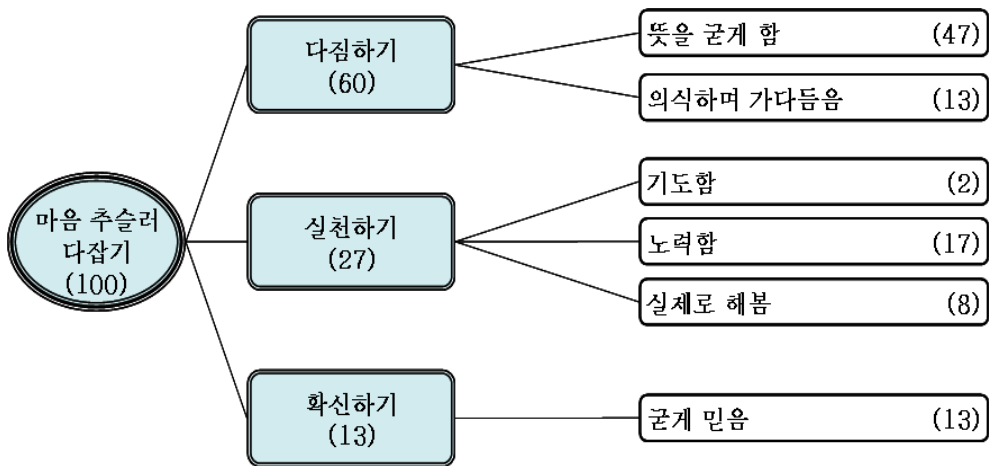 마음 추슬러
다잡기
(100)
다짐하기
(60)
뜻을 굳게 함 (47)
의식하며 가다듬음 (13)
실천하기
(27)
기도함 (2)
노력함 (17)
실제로 해봄 (8)
확신하기
(13)
굳게 믿음 (13)